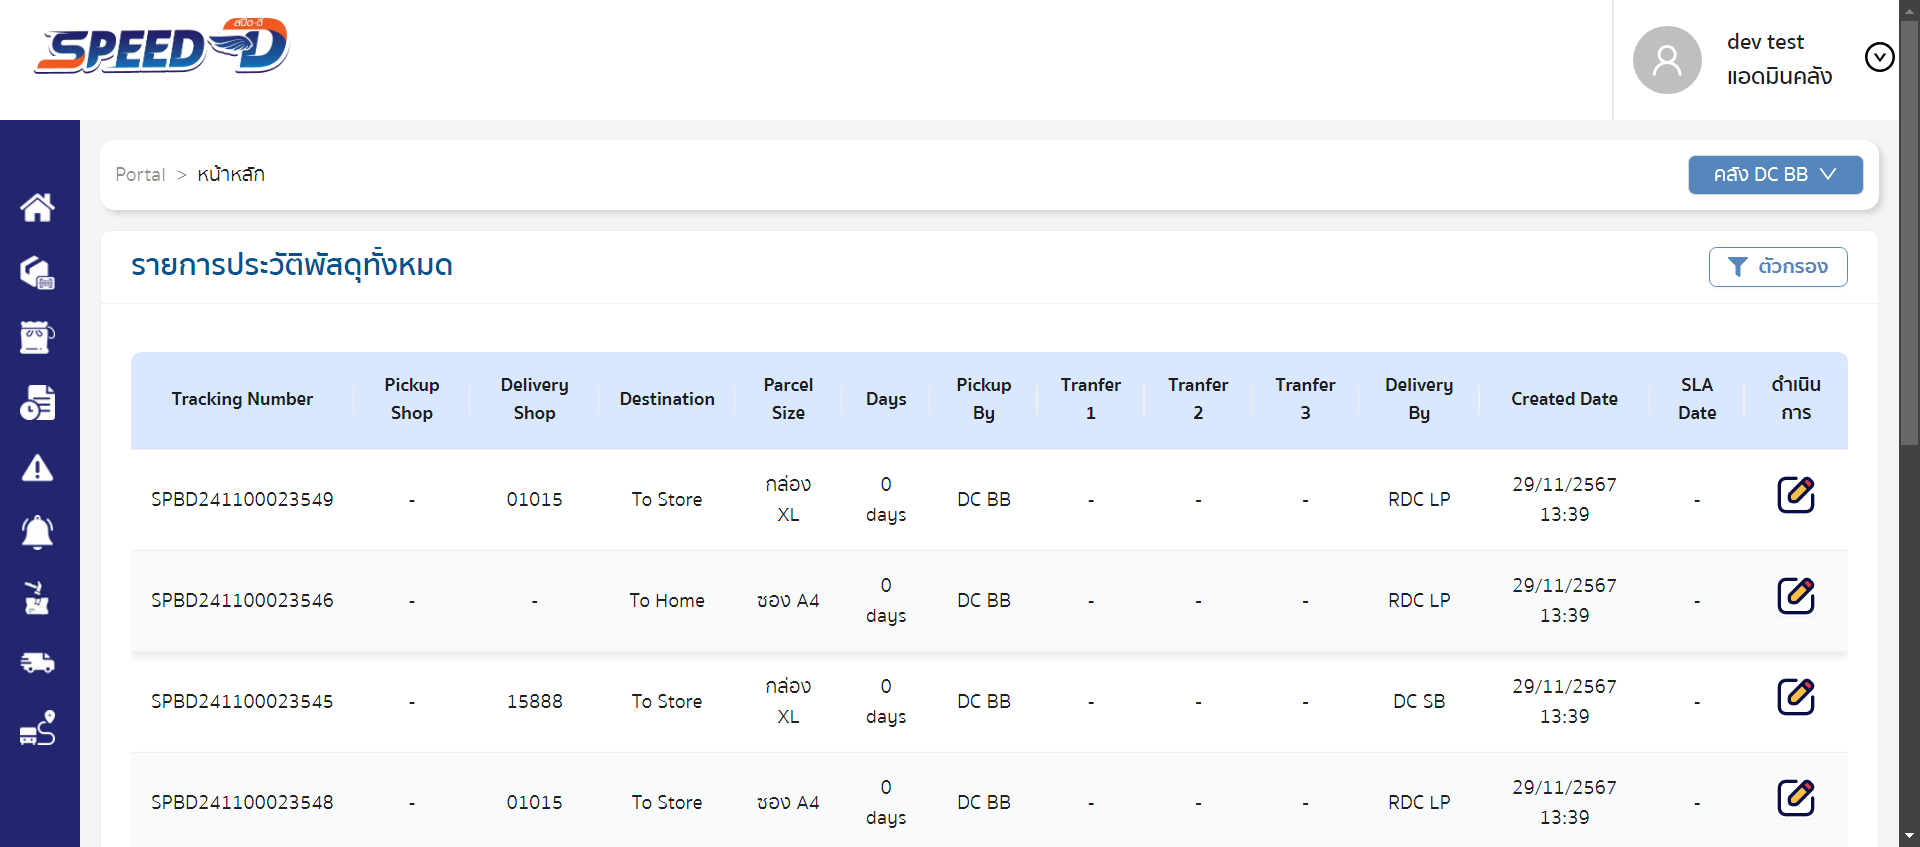 สปีด-ดี
SPEED-D
dev test
แอดมินคลัง
Portal > หน้าหลัก
คลัง DC BB
รายการประวัติพัสดุทั้งหมด
ตัวกรอง
Tracking Number Pickup Shop Delivery Shop Destination Parcel Size Days Pickup By Tranfer 1 Tranfer 2 Tranfer 3 Delivery By Created Date SLA Date ดำเนินการ
SPBD241100023549 - 01015 To Store กล่อง XL 0 days DC BB - - - RDC LP 29/11/2567 13:39 -
SPBD241100023546 - - To Home ซอง A4 0 days DC BB - - - RDC LP 29/11/2567 13:39 -
SPBD241100023545 - 15888 To Store กล่อง XL 0 days DC BB - - - DC SB 29/11/2567 13:39 -
SPBD241100023548 - 01015 To Store ซอง A4 0 days DC BB - - - RDC LP 29/11/2567 13:39 -